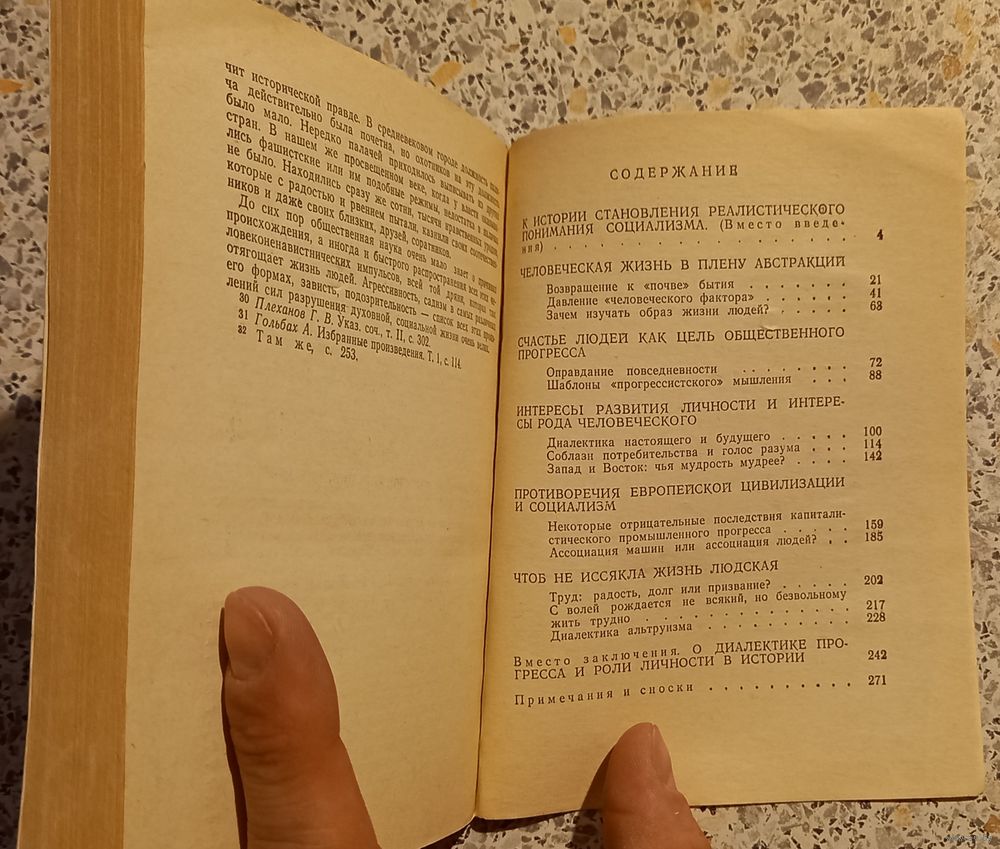 чит исторической правде. В средневековом городе должность пала-
ча действительно была почетна, но охотников на эту должность
было мало. Нередко палачей приходилось выписывать из других
стран. В нашем же просвещенном веке, когда у власти оказыва-
лись фашистские или им подобные режимы, недостатка в палачах
не было. Находились сразу же сотни, тысячи нравственных уродов,
которые с радостью и рвением пытали, казнили своих соотечествен-
ников и даже своих близких, друзей, соратников.
До сих пор общественная наука очень мало знает о причинах
происхождения, а иногда и быстрого распространения всех этих че-
ловеконенавистнических импульсов, всей той дряни, которая так
отягощает жизнь людей. Агрессивность, садизм в самых различных
его формах, зависть, подозрительность — список всех этих прояв-
лений сил разрушения духовной, социальной жизни очень велик.
30 Плеханов Г. В. Указ. соч., т. II, с. 302.
31 Гольбах А. Избранные произведения. Т. 1, с. 114.
32 Там же, с. 253.
СОДЕРЖАНИЕ
К ИСТОРИИ СТАНОВЛЕНИЯ РЕАЛИСТИЧЕСКОГО
ПОНИМАНИЯ СОЦИАЛИЗМА. (Вместо введе-
ния) . . . . . . . . . . . . . 4
ЧЕЛОВЕЧЕСКАЯ ЖИЗНЬ В ПЛЕНУ АБСТРАКЦИЙ
Возвращение к «почве» бытия . . . . . 21
Давление «человеческого фактора» . . . . 41
Зачем изучать образ жизни людей? . . . . 63
СЧАСТЬЕ ЛЮДЕЙ КАК ЦЕЛЬ ОБЩЕСТВЕННОГО
ПРОГРЕССА
Оправдание повседневности . . . . . . 72
Шаблоны «прогрессистского» мышления . . . 88
ИНТЕРЕСЫ РАЗВИТИЯ ЛИЧНОСТИ И ИНТЕРЕ-
СЫ РОДА ЧЕЛОВЕЧЕСКОГО
Диалектика настоящего и будущего . . . . . 100
Соблазн потребительства и голос разума . . . 114
Запад и Восток: чья мудрость мудрее? . . . . 142
ПРОТИВОРЕЧИЯ ЕВРОПЕЙСКОЙ ЦИВИЛИЗАЦИИ
И СОЦИАЛИЗМ
Некоторые отрицательные последствия капитали-
стического промышленного прогресса . . . . . 159
Ассоциация машин или ассоциация людей? . . 185
ЧТОБ НЕ ИССЯКЛА ЖИЗНЬ ЛЮДСКАЯ
Труд: радость, долг или призвание? . . . . . 202
С волей рождается не всякий, но безвольному
жить трудно . . . . . . . . . . 217
Диалектика альтруизма . . . . . . . . 228
Вместо заключения. О ДИАЛЕКТИКЕ ПРО-
ГРЕССА И РОЛИ ЛИЧНОСТИ В ИСТОРИИ 242
Примечания и сноски . . . . . . . . . 271